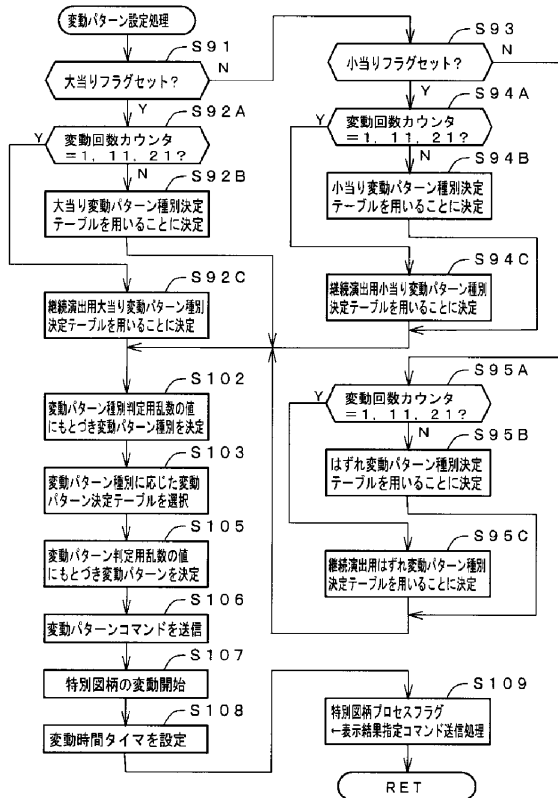 変動パターン設定処理
S91
大当りフラグセット?
N
Y
S92A
変動回数カウンタ
=1, 11, 21?
Y
N
S92B
大当り変動パターン種別決定
テーブルを用いることに決定
S92C
継続演出用大当り変動パターン種別
決定テーブルを用いることに決定
S93
小当りフラグセット?
N
Y
S94A
変動回数カウンタ
=1, 11, 21?
Y
N
S94B
小当り変動パターン種別決定
テーブルを用いることに決定
S94C
継続演出用小当り変動パターン種別
決定テーブルを用いることに決定
S95A
変動回数カウンタ
=1, 11, 21?
Y
N
S95B
はずれ変動パターン種別決定
テーブルを用いることに決定
S95C
継続演出用はずれ変動パターン種別
決定テーブルを用いることに決定
S102
変動パターン種別判定用乱数の値
にもとづき変動パターン種別を決定
S103
変動パターン種別に応じた変動
パターン決定テーブルを選択
S105
変動パターン判定用乱数の値
にもとづき変動パターンを決定
S106
変動パターンコマンドを送信
S107
特別図柄の変動開始
S108
変動時間タイマを設定
S109
特別図柄プロセスフラグ
←表示結果指定コマンド送信処理
RET